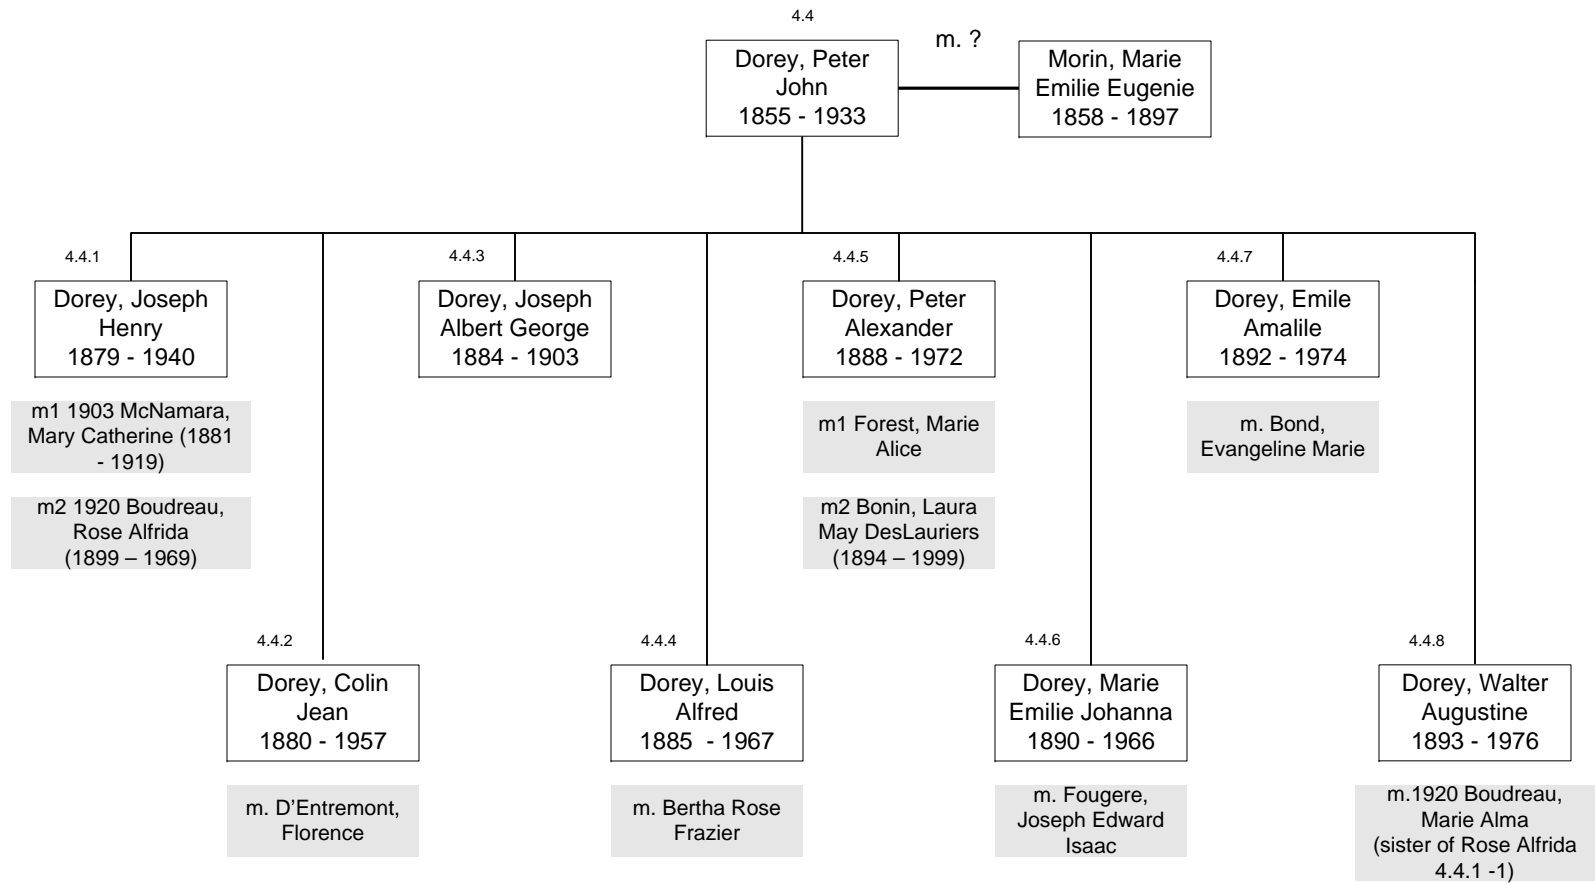 4.4
Dorey, Peter
John
1855 - 1933
m. ?
Morin, Marie
Emilie Eugenie
1858 - 1897
4.4.1
Dorey, Joseph
Henry
1879 - 1940
m1 1903 McNamara,
Mary Catherine (1881
- 1919)
m2 1920 Boudreau,
Rose Alfrida
(1899 – 1969)
4.4.3
Dorey, Joseph
Albert George
1884 - 1903
4.4.5
Dorey, Peter
Alexander
1888 - 1972
m1 Forest, Marie
Alice
m2 Bonin, Laura
May DesLauriers
(1894 – 1999)
4.4.7
Dorey, Emile
Amalile
1892 - 1974
m. Bond,
Evangeline Marie
4.4.2
Dorey, Colin
Jean
1880 - 1957
m. D’Entremont,
Florence
4.4.4
Dorey, Louis
Alfred
1885  - 1967
m. Bertha Rose
Frazier
4.4.6
Dorey, Marie
Emilie Johanna
1890 - 1966
m. Fougere,
Joseph Edward
Isaac
4.4.8
Dorey, Walter
Augustine
1893 - 1976
m.1920 Boudreau,
Marie Alma
(sister of Rose Alfrida
4.4.1 -1)